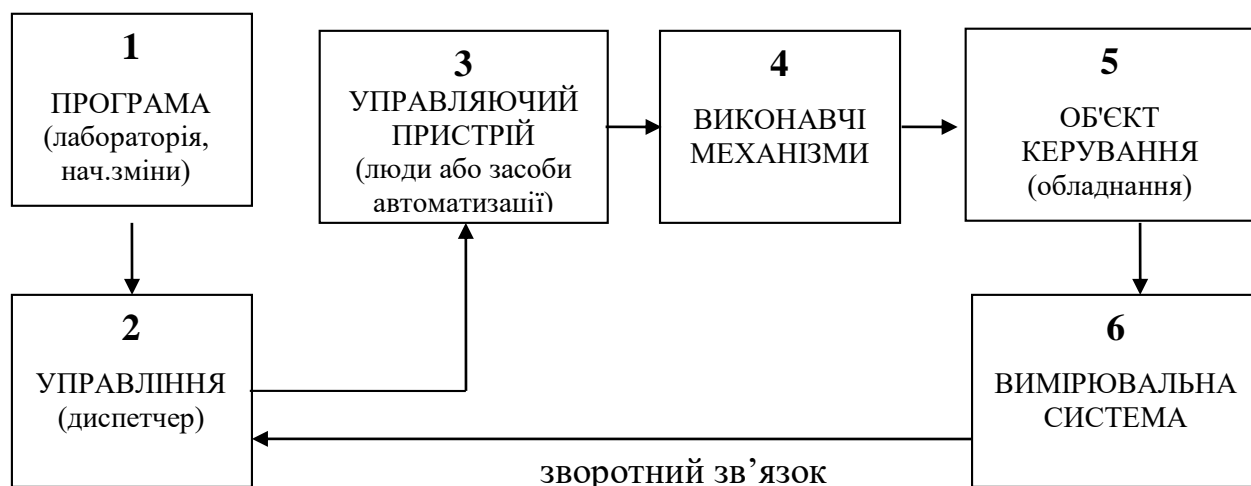 1
ПРОГРАМА
(лабораторія,
нач.зміни)
3
УПРАВЛЯЮЧИЙ
ПРИСТРІЙ
(люди або засоби
автоматизації)
4
ВИКОНАВЧІ
МЕХАНІЗМИ
5
ОБ'ЄКТ
КЕРУВАННЯ
(обладнання)
2
УПРАВЛІННЯ
(диспетчер)
6
ВИМІРЮВАЛЬНА
СИСТЕМА
зворотний зв’язок